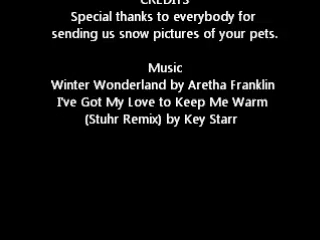 CREDITS
Special thanks to everybody for
sending us snow pictures of your pets.
Music
Winter Wonderland by Aretha Franklin
I've Got My Love to Keep Me Warm
(Stuhr Remix) by Key Starr